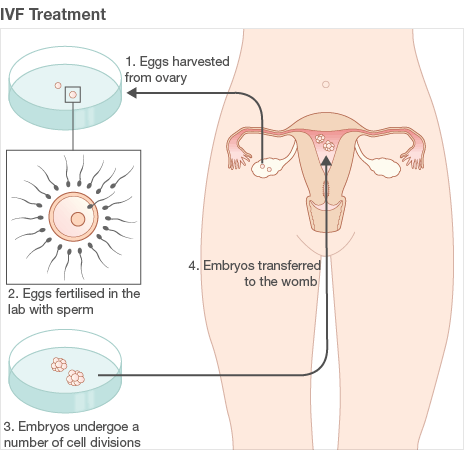 IVF Treatment
1. Eggs harvested
from ovary
2. Eggs fertilised in the
lab with sperm
4. Embryos transferred
to the womb
3. Embryos undergoe a
number of cell divisions